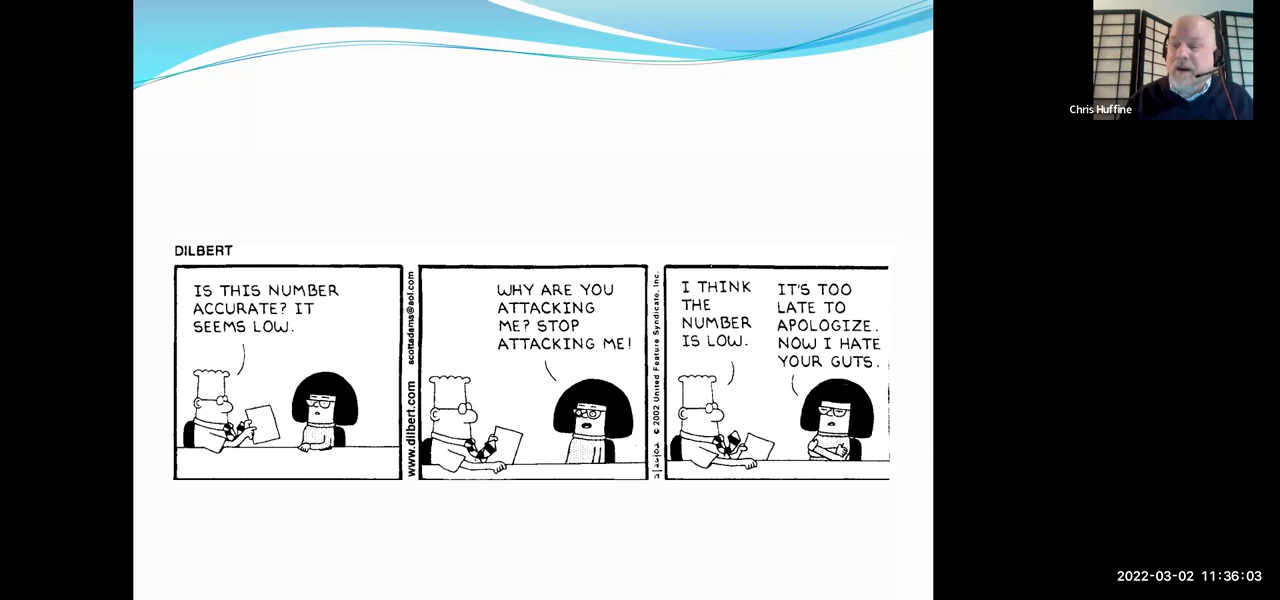 DILBERT
IS THIS NUMBER
ACCURATE? IT
SEEMS LOW.
www.dilbert.com scottadams@aol.com
WHY ARE YOU
ATTACKING
ME? STOP
ATTACKING ME!
© 2002 United Feature Syndicate, Inc.
I THINK
THE
NUMBER
IS LOW.
IT'S TOO
LATE TO
APOLOGIZE.
NOW I HATE
YOUR GUTS.
Chris Huffine
2022-03-02 11:36:03